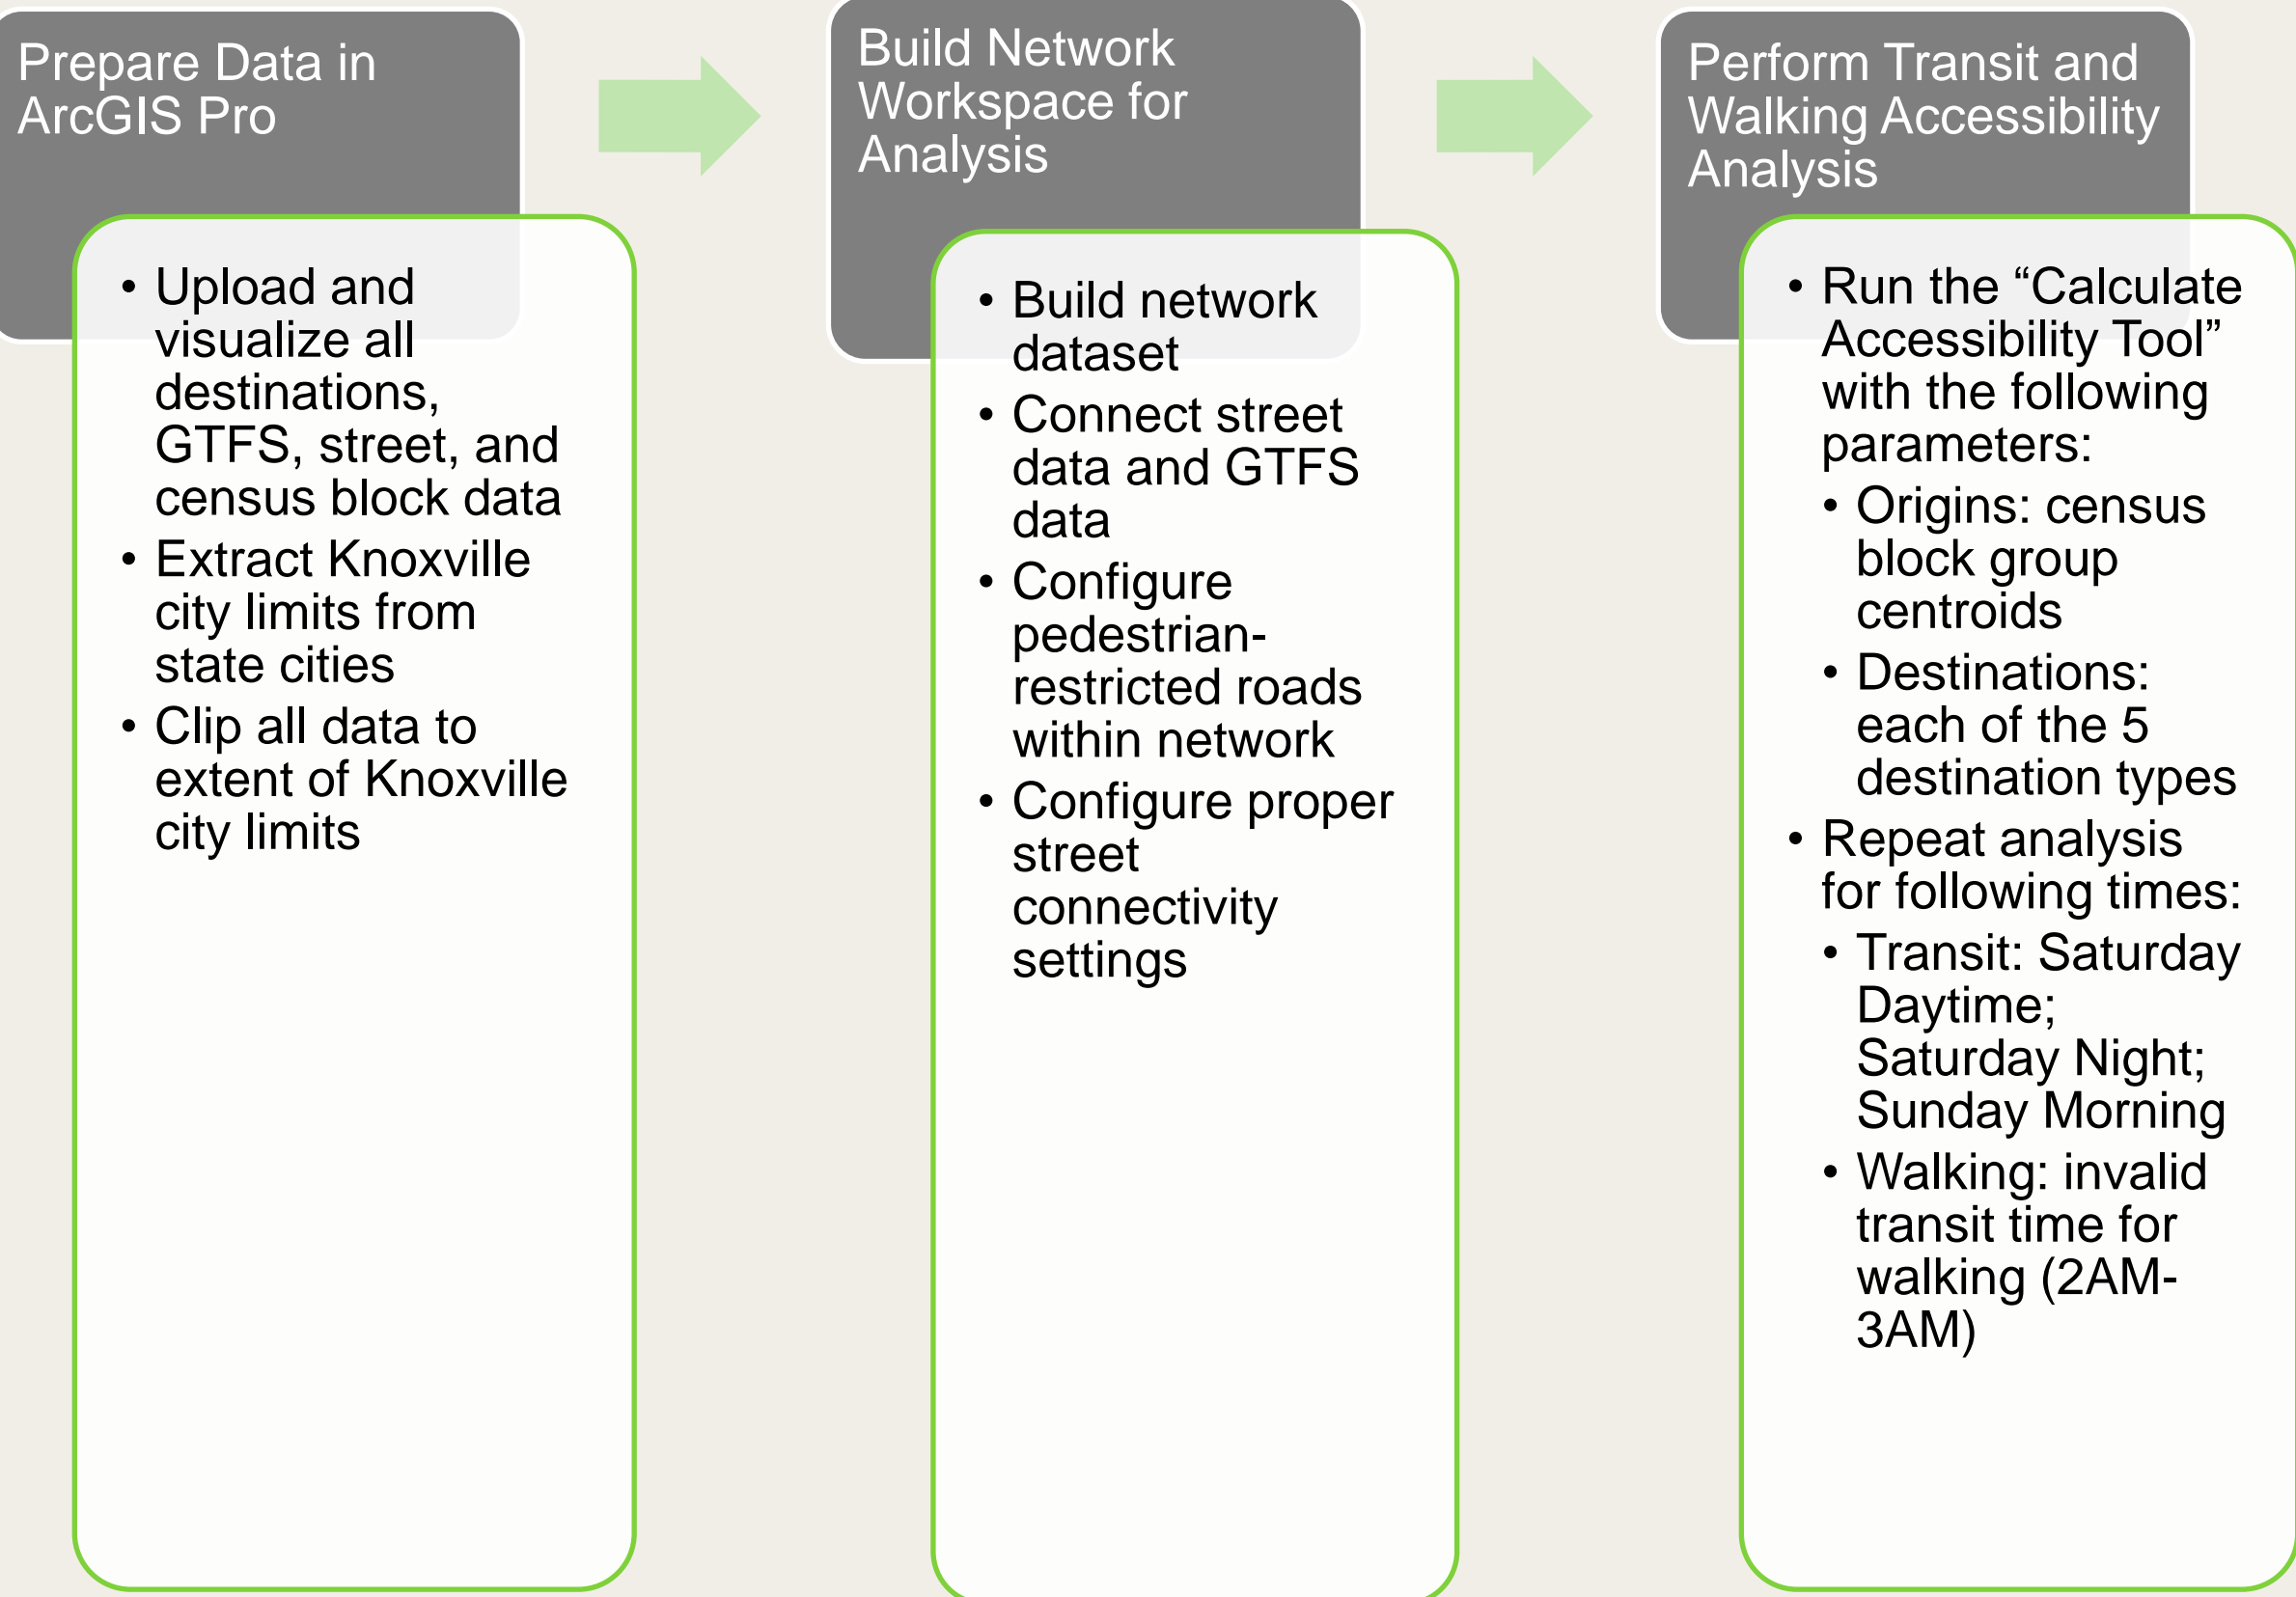 Prepare Data in
ArcGIS Pro
• Upload and
visualize all
destinations,
GTFS, street, and
census block data
• Extract Knoxville
city limits from
state cities
• Clip all data to
extent of Knoxville
city limits
Build Network
Workspace for
Analysis
• Build network
dataset
• Connect street
data and GTFS
data
• Configure
pedestrian-
restricted roads
within network
• Configure proper
street
connectivity
settings
Perform Transit and
Walking Accessibility
Analysis
• Run the “Calculate
Accessibility Tool”
with the following
parameters:
• Origins: census
block group
centroids
• Destinations:
each of the 5
destination types
• Repeat analysis
for following times:
• Transit: Saturday
Daytime;
Saturday Night;
Sunday Morning
• Walking: invalid
transit time for
walking (2AM-
3AM)